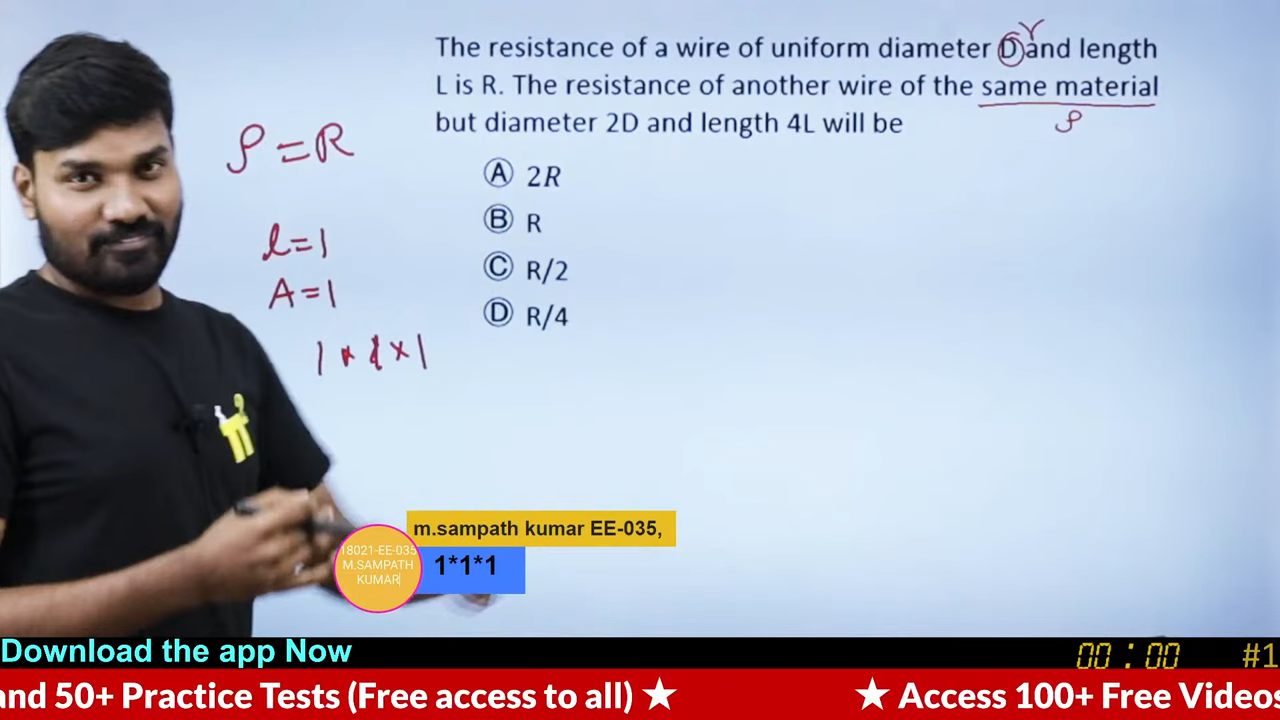 The resistance of a wire of uniform diameter D and length
L is R. The resistance of another wire of the same material
but diameter 2D and length 4L will be
Ⓐ 2R
Ⓑ R
Ⓒ R/2
Ⓓ R/4
r
ρ
ρ = R
l = 1
A = 1
1 × 1 × 1
m.sampath kumar EE-035,
1*1*1
18021-EE-035
M.SAMPATH
KUMAR
Download the app Now
00 : 00 #1
and 50+ Practice Tests (Free access to all) ★ ★ Access 100+ Free Videos